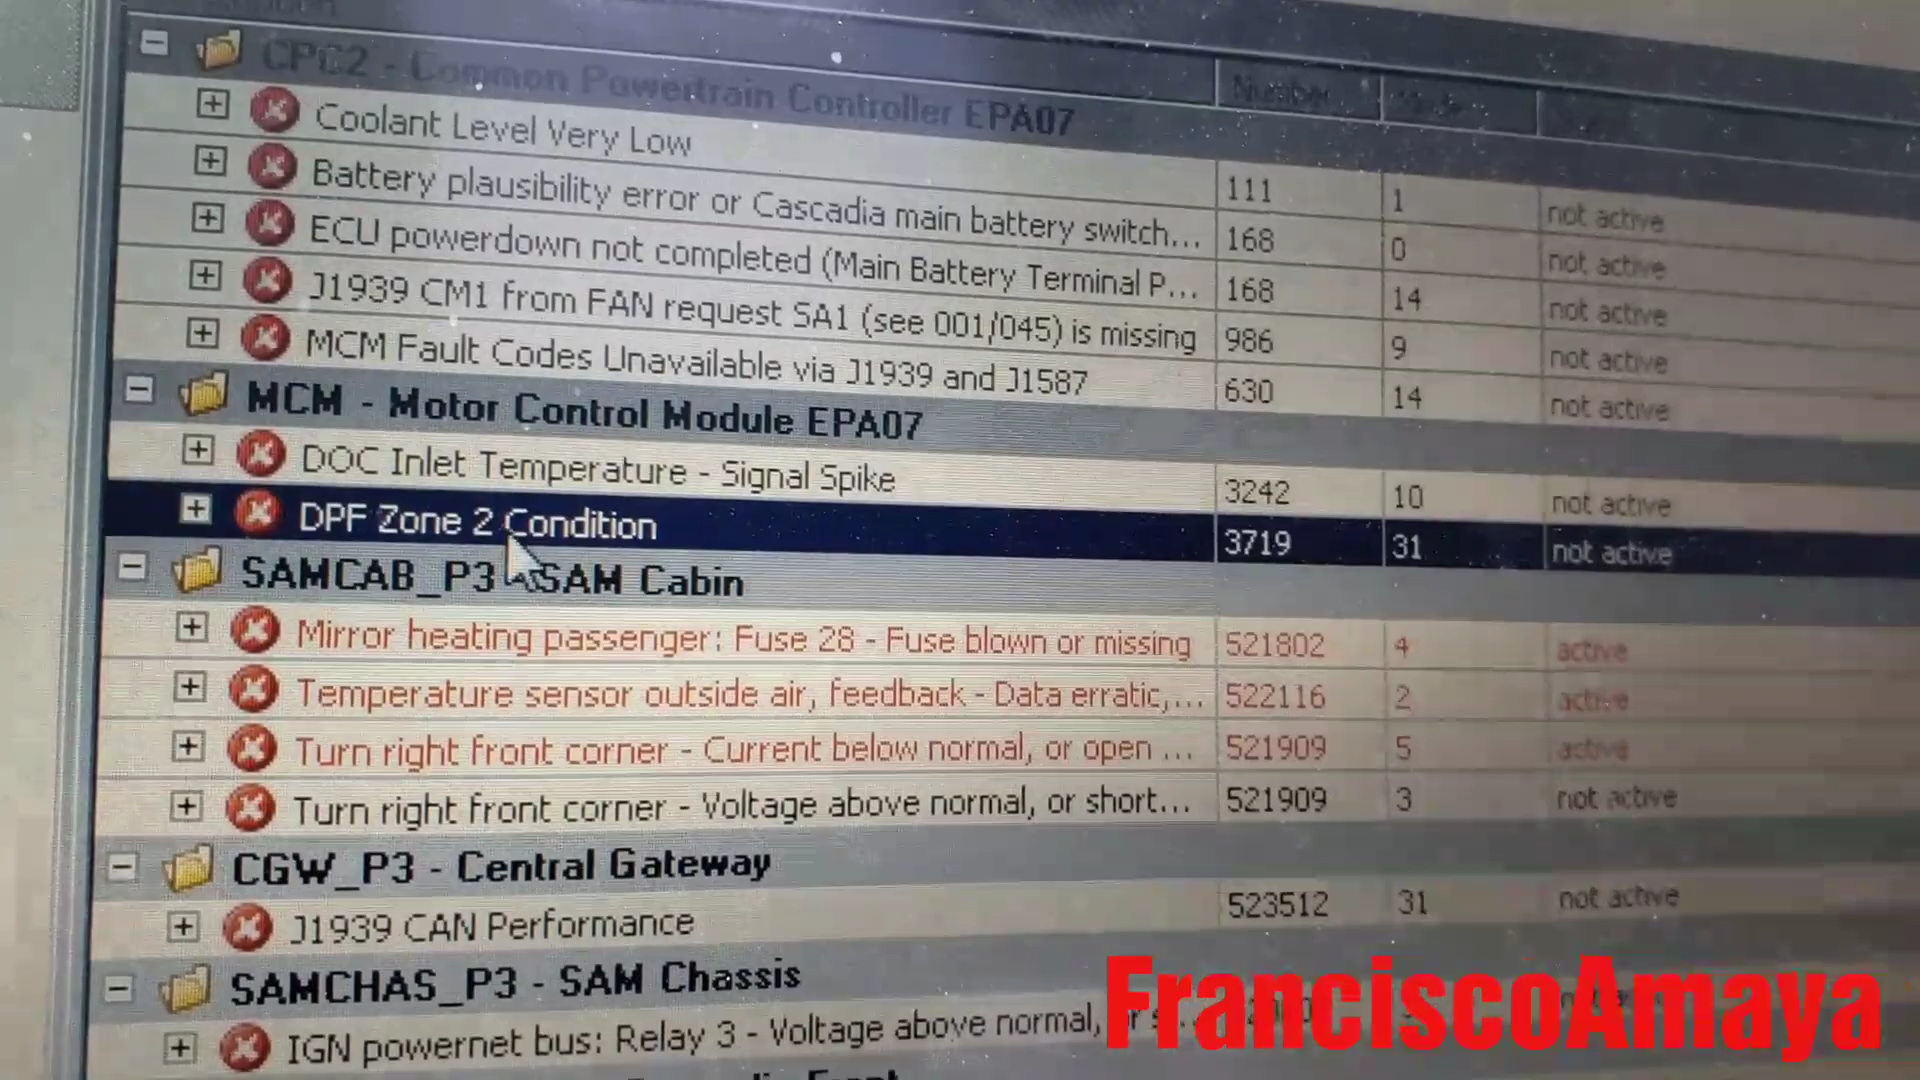 CPC2 - Common Powertrain Controller EPA07
Number
Coolant Level Very Low 111 1 not active
Battery plausibility error or Cascadia main battery switch... 168 0 not active
ECU powerdown not completed (Main Battery Terminal P... 168 14 not active
J1939 CM1 from FAN request SA1 (see 001/045) is missing 986 9 not active
MCM Fault Codes Unavailable via J1939 and J1587 630 14 not active
MCM - Motor Control Module EPA07
DOC Inlet Temperature - Signal Spike 3242 10 not active
DPF Zone 2 Condition 3719 31 not active
SAMCAB_P3 - SAM Cabin
Mirror heating passenger: Fuse 28 - Fuse blown or missing 521802 4 active
Temperature sensor outside air, feedback - Data erratic,... 522116 2 active
Turn right front corner - Current below normal, or open ... 521909 5 active
Turn right front corner - Voltage above normal, or short... 521909 3 not active
CGW_P3 - Central Gateway
J1939 CAN Performance 523512 31 not active
SAMCHAS_P3 - SAM Chassis
IGN powernet bus: Relay 3 - Voltage above normal,
FranciscoAmaya